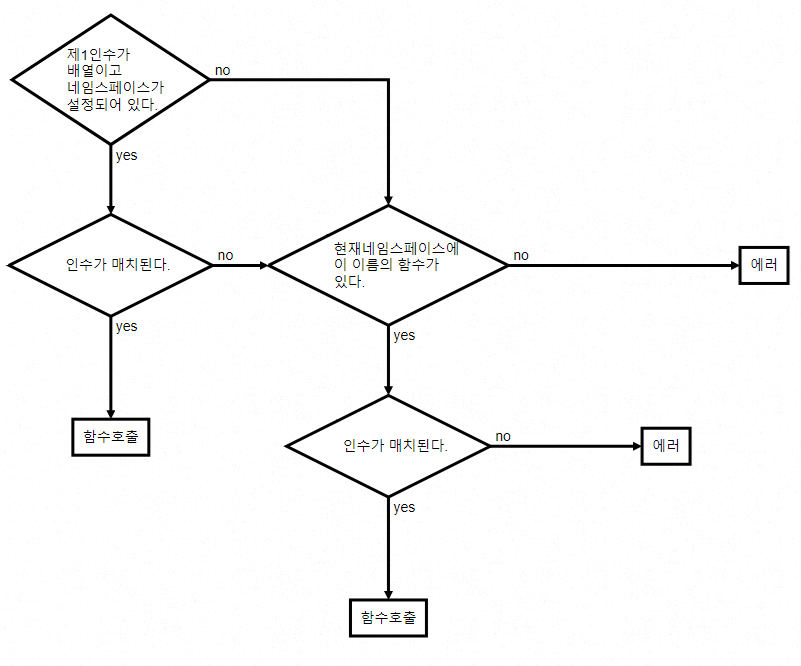 제1인수가
배열이고
네임스페이스가
설정되어 있다.
no
yes
인수가 매치된다.
no
현재네임스페이스에
이 이름의 함수가
있다.
no
에러
yes
yes
함수호출
인수가 매치된다.
no
에러
yes
함수호출